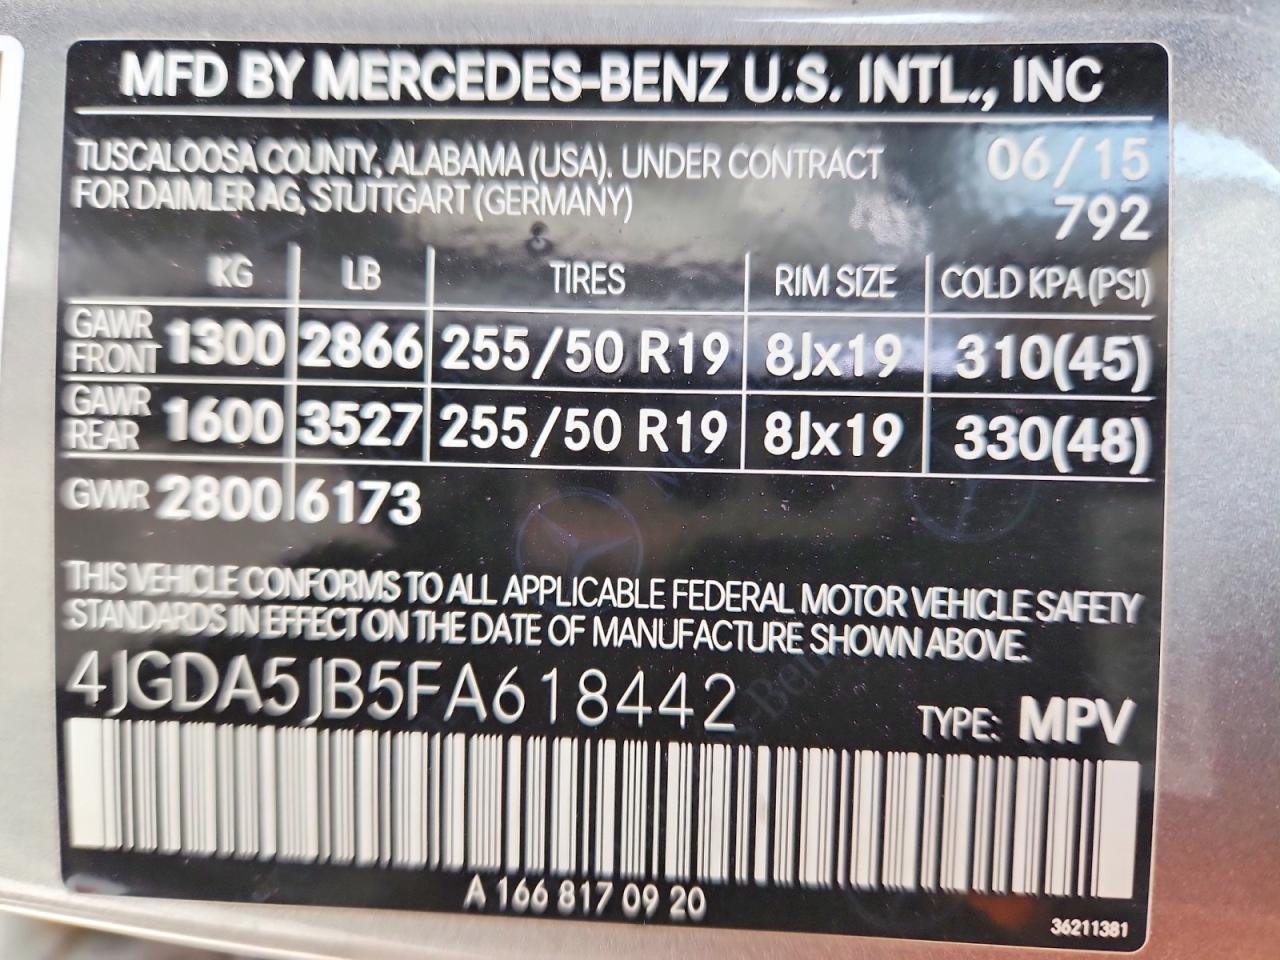 MFD BY MERCEDES-BENZ U.S. INTL., INC
TUSCALOOSA COUNTY, ALABAMA (USA). UNDER CONTRACT 06/15
FOR DAIMLER AG, STUTTGART (GERMANY) 792
KG LB TIRES RIM SIZE COLD KPA (PSI)
GAWR FRONT 1300 2866 255/50 R19 8Jx19 310(45)
GAWR REAR 1600 3527 255/50 R19 8Jx19 330(48)
GVWR 2800 6173
THIS VEHICLE CONFORMS TO ALL APPLICABLE FEDERAL MOTOR VEHICLE SAFETY
STANDARDS IN EFFECT ON THE DATE OF MANUFACTURE SHOWN ABOVE.
4JGDA5JB5FA618442
TYPE: MPV
A 166 817 09 20
36211381